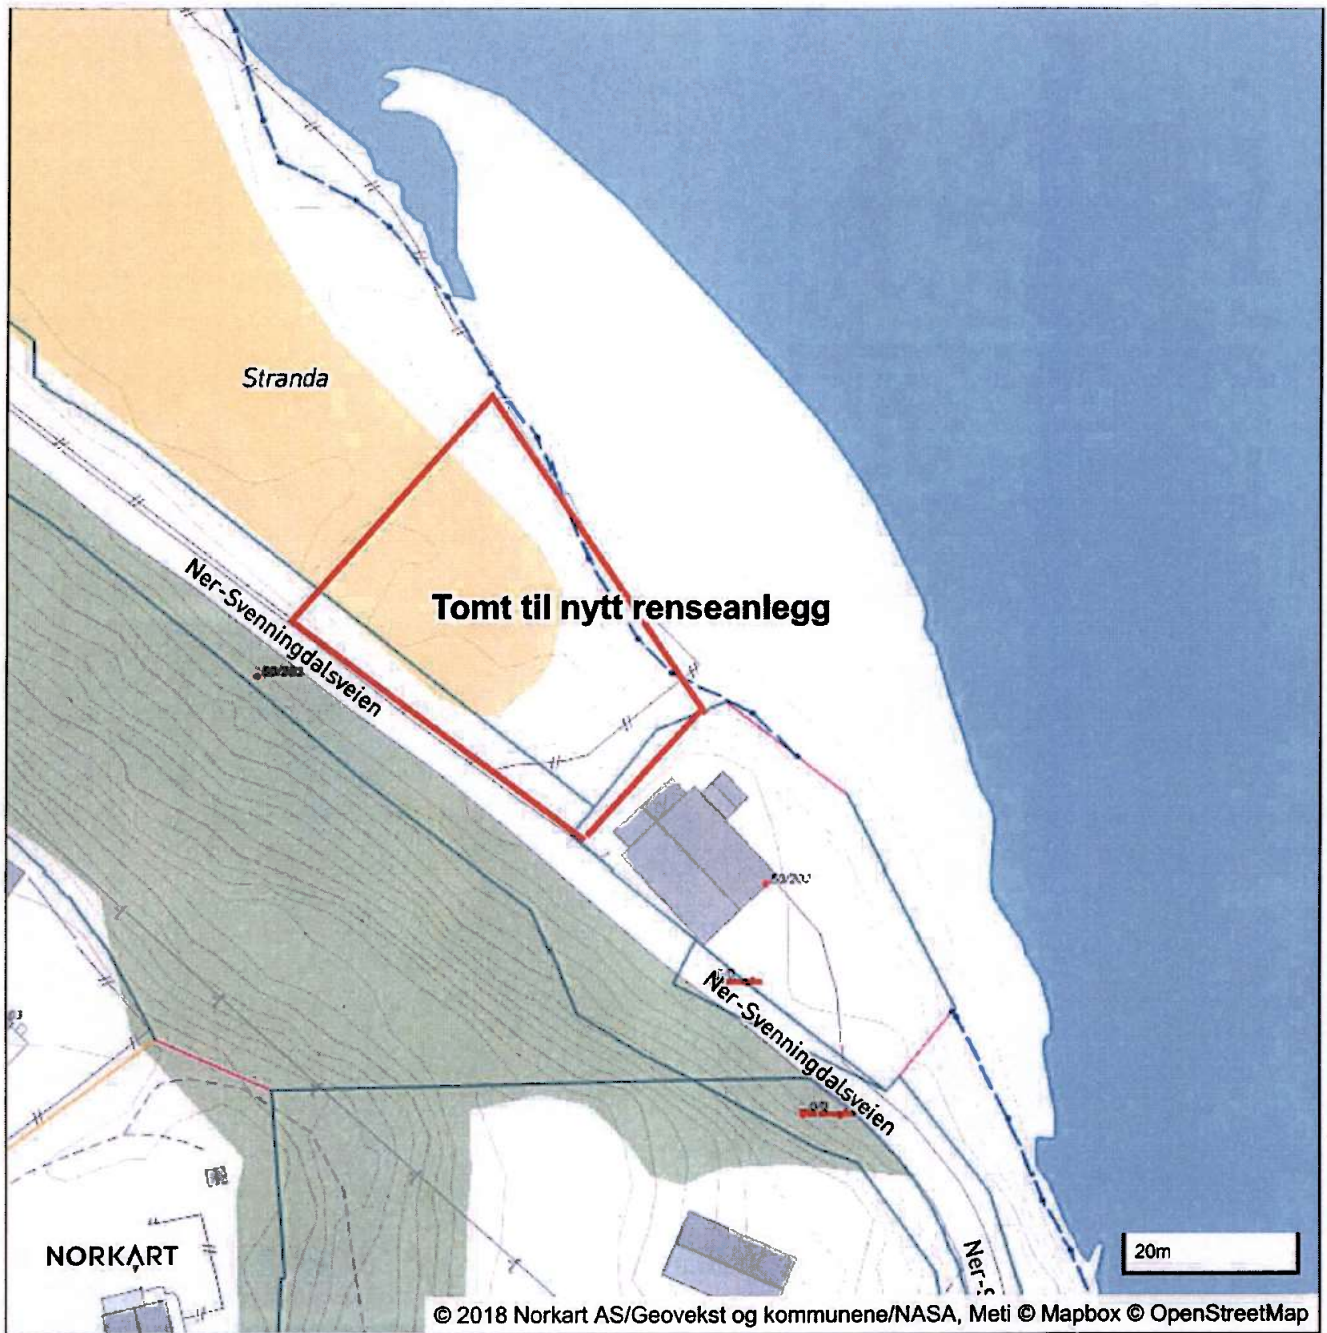 Stranda
Ner-Svenningdalsveien
Tomt til nytt renseanlegg
Ner-Svenningdalsveien
Ner-S
NORKART
20m
© 2018 Norkart AS/Geovekst og kommunene/NASA, Meti © Mapbox © OpenStreetMap